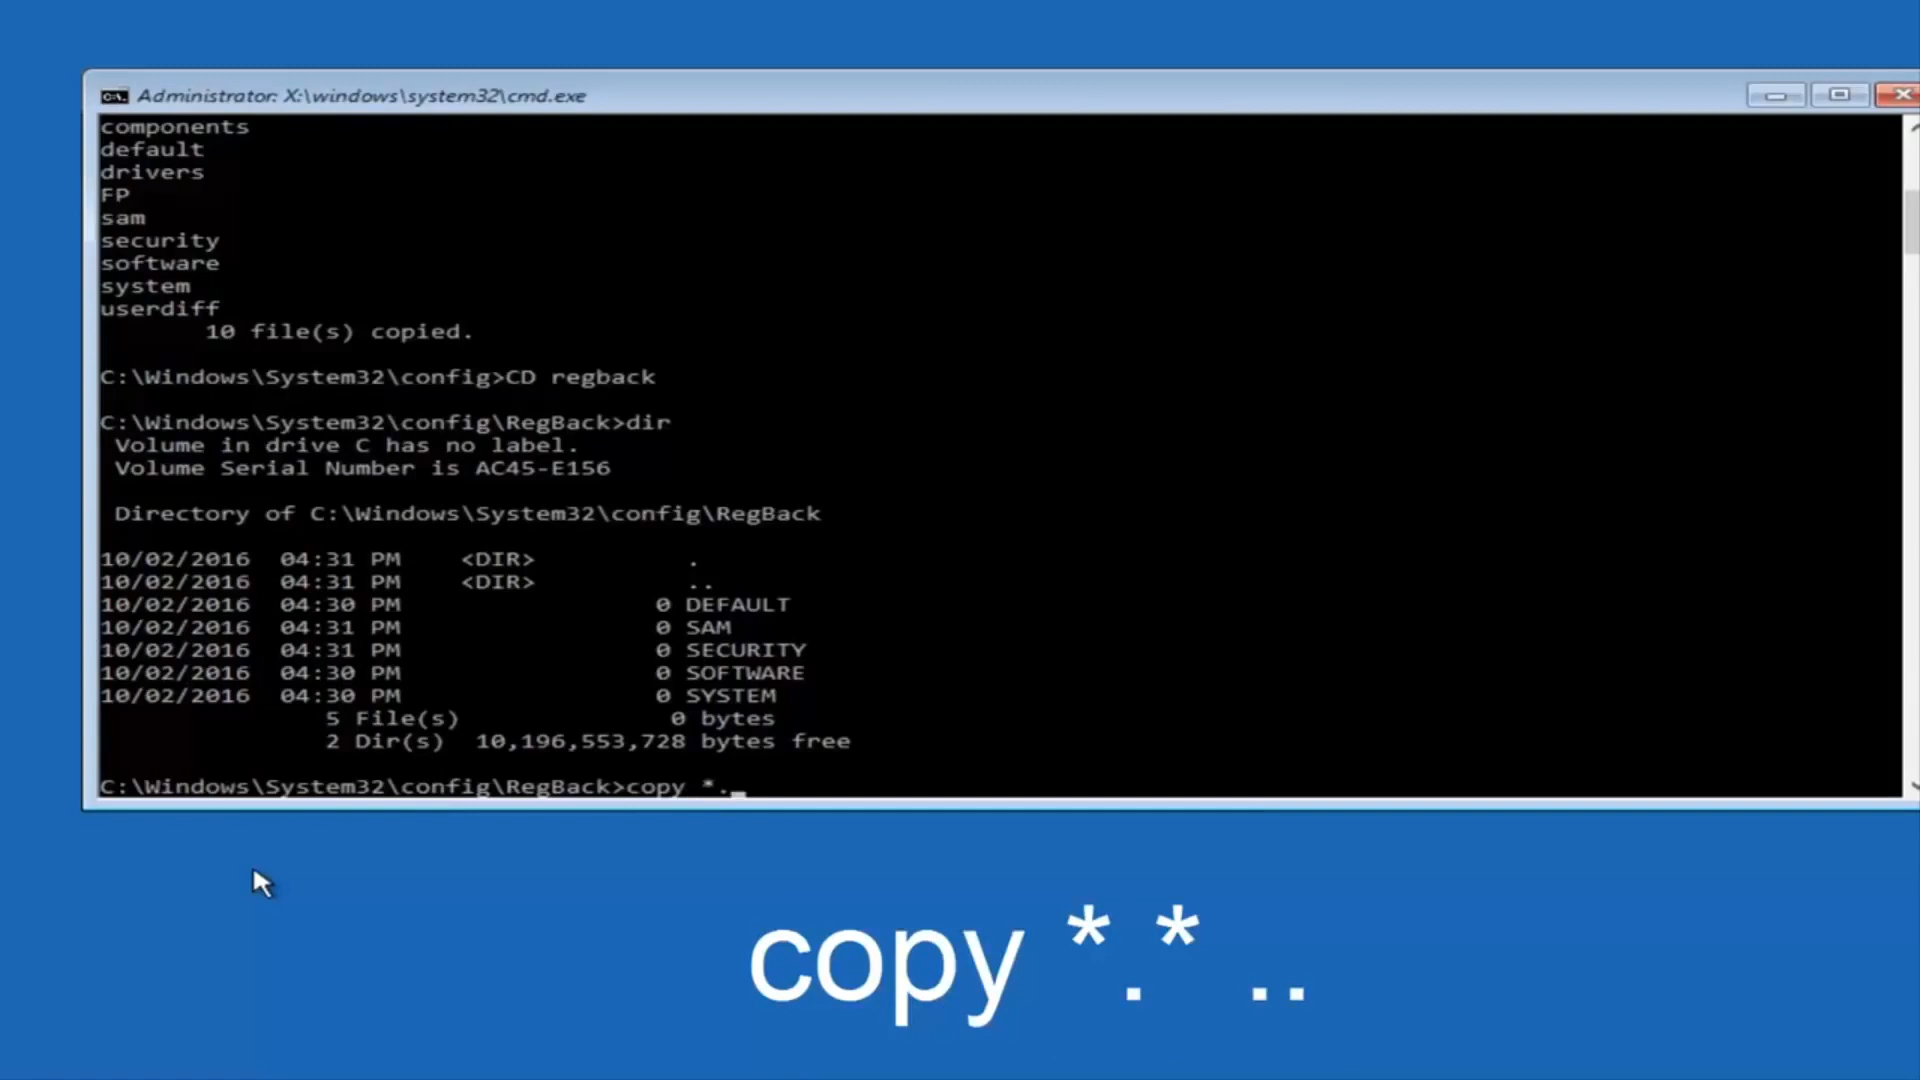 Administrator: X:\windows\system32\cmd.exe
components
default
drivers
FP
sam
security
software
system
userdiff
10 file(s) copied.
C:\Windows\System32\config>CD regback
C:\Windows\System32\config\RegBack>dir
Volume in drive C has no label.
Volume Serial Number is AC45-E156
Directory of C:\Windows\System32\config\RegBack
10/02/2016 04:31 PM <DIR> .
10/02/2016 04:31 PM <DIR> ..
10/02/2016 04:30 PM 0 DEFAULT
10/02/2016 04:31 PM 0 SAM
10/02/2016 04:31 PM 0 SECURITY
10/02/2016 04:30 PM 0 SOFTWARE
10/02/2016 04:30 PM 0 SYSTEM
5 File(s) 0 bytes
2 Dir(s) 10,196,553,728 bytes free
C:\Windows\System32\config\RegBack>copy *._
copy *.* ..